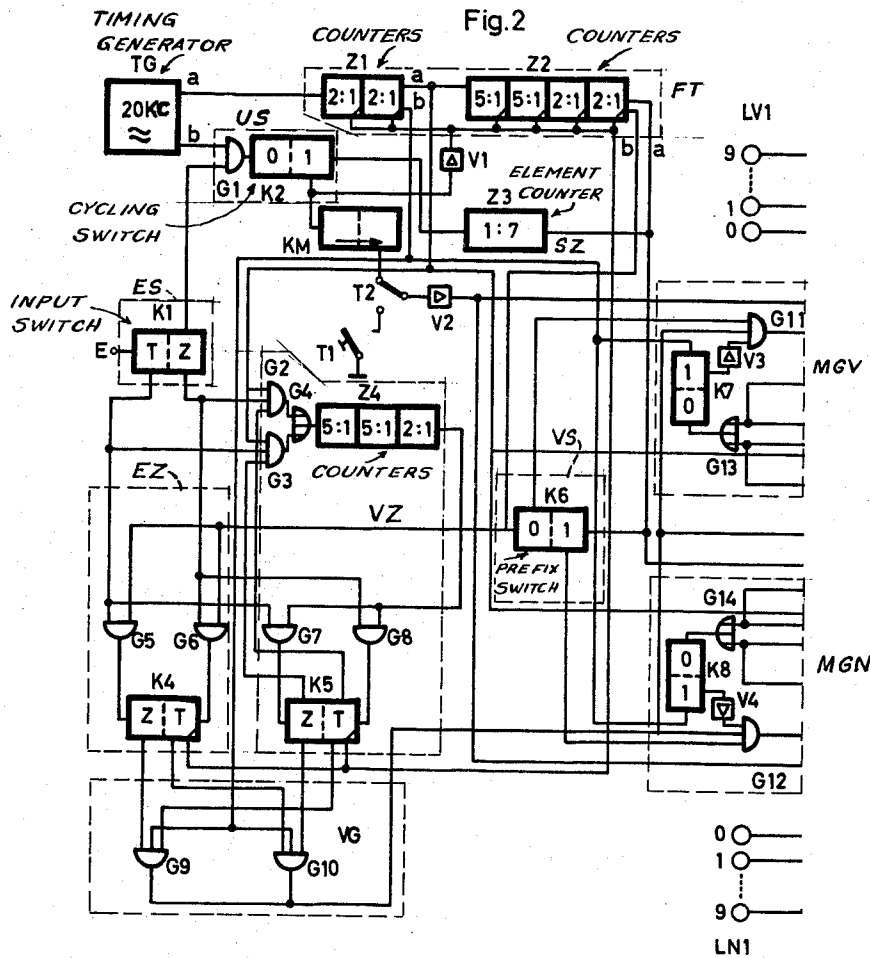 Fig.2
TIMING
GENERATOR
TG
COUNTERS
COUNTERS
Z1
Z2
a
a
b
2:1 2:1
5:1 5:1 2:1 2:1
FT
20KC
≈
b
US
b
a
LV1
9
1
0
G1
0 1
K2
V1
ELEMENT
COUNTER
Z3
CYCLING
SWITCH
KM
1:7
SZ
ES
T2
V2
INPUT
SWITCH
K1
E
T Z
T1
G11
V3
MGV
1
0
K7
G2
G4
Z4
5:1 5:1 2:1
G3
COUNTERS
VS
G13
EZ
VZ
K6
0 1
PREFIX
SWITCH
G5
G6
G7
G8
G14
0
1
K8
MGN
V4
K4
Z T
K5
Z T
G12
VG
G9
G10
0
1
9
LN1